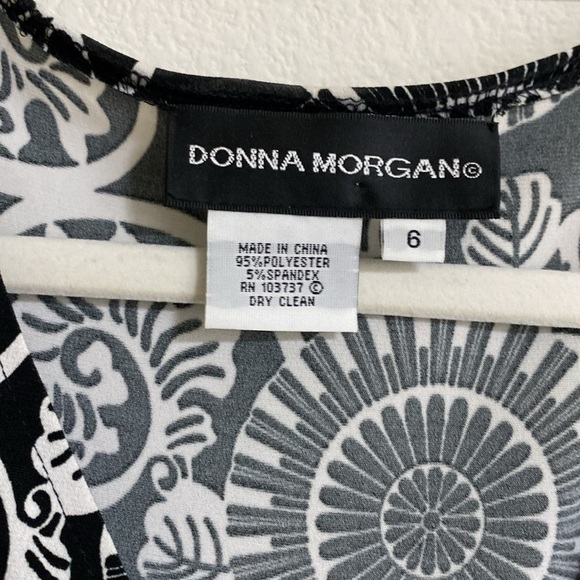 DONNA MORGAN©
MADE IN CHINA
95%POLYESTER
5%SPANDEX
RN 103737 ©
DRY CLEAN
6